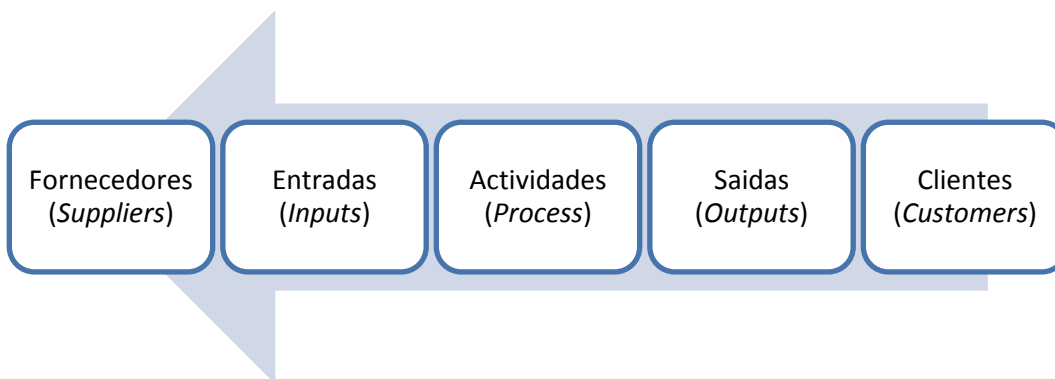 Fornecedores
(Suppliers)
Entradas
(Inputs)
Actividades
(Process)
Saidas
(Outputs)
Clientes
(Customers)